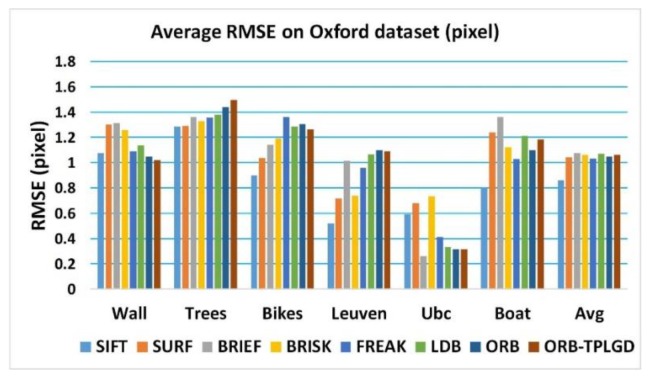 Average RMSE on Oxford dataset (pixel)
1.8
1.6
1.4
1.2
1
0.8
0.6
0.4
0.2
0
RMSE (pixel)
Wall Trees Bikes Leuven Ubc Boat Avg
SIFT SURF BRIEF BRISK FREAK LDB ORB ORB-TPLGD